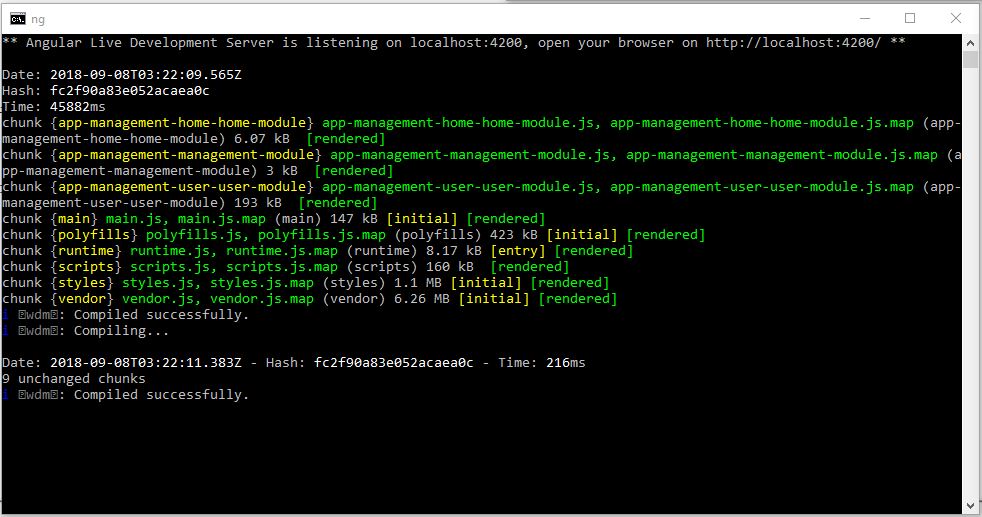 ng
** Angular Live Development Server is listening on localhost:4200, open your browser on http://localhost:4200/ **
Date: 2018-09-08T03:22:09.565Z
Hash: fc2f90a83e052acaea0c
Time: 45882ms
chunk {app-management-home-home-module} app-management-home-home-module.js, app-management-home-home-module.js.map (app-
management-home-home-module) 6.07 kB  [rendered]
chunk {app-management-management-module} app-management-management-module.js, app-management-management-module.js.map (a
pp-management-management-module) 3 kB  [rendered]
chunk {app-management-user-user-module} app-management-user-user-module.js, app-management-user-user-module.js.map (app-
management-user-user-module) 193 kB  [rendered]
chunk {main} main.js, main.js.map (main) 147 kB [initial] [rendered]
chunk {polyfills} polyfills.js, polyfills.js.map (polyfills) 423 kB [initial] [rendered]
chunk {runtime} runtime.js, runtime.js.map (runtime) 8.17 kB [entry] [rendered]
chunk {scripts} scripts.js, scripts.js.map (scripts) 160 kB  [rendered]
chunk {styles} styles.js, styles.js.map (styles) 1.1 MB [initial] [rendered]
chunk {vendor} vendor.js, vendor.js.map (vendor) 6.26 MB [initial] [rendered]
i wdm: Compiled successfully.
i wdm: Compiling...
Date: 2018-09-08T03:22:11.383Z - Hash: fc2f90a83e052acaea0c - Time: 216ms
9 unchanged chunks
i wdm: Compiled successfully.